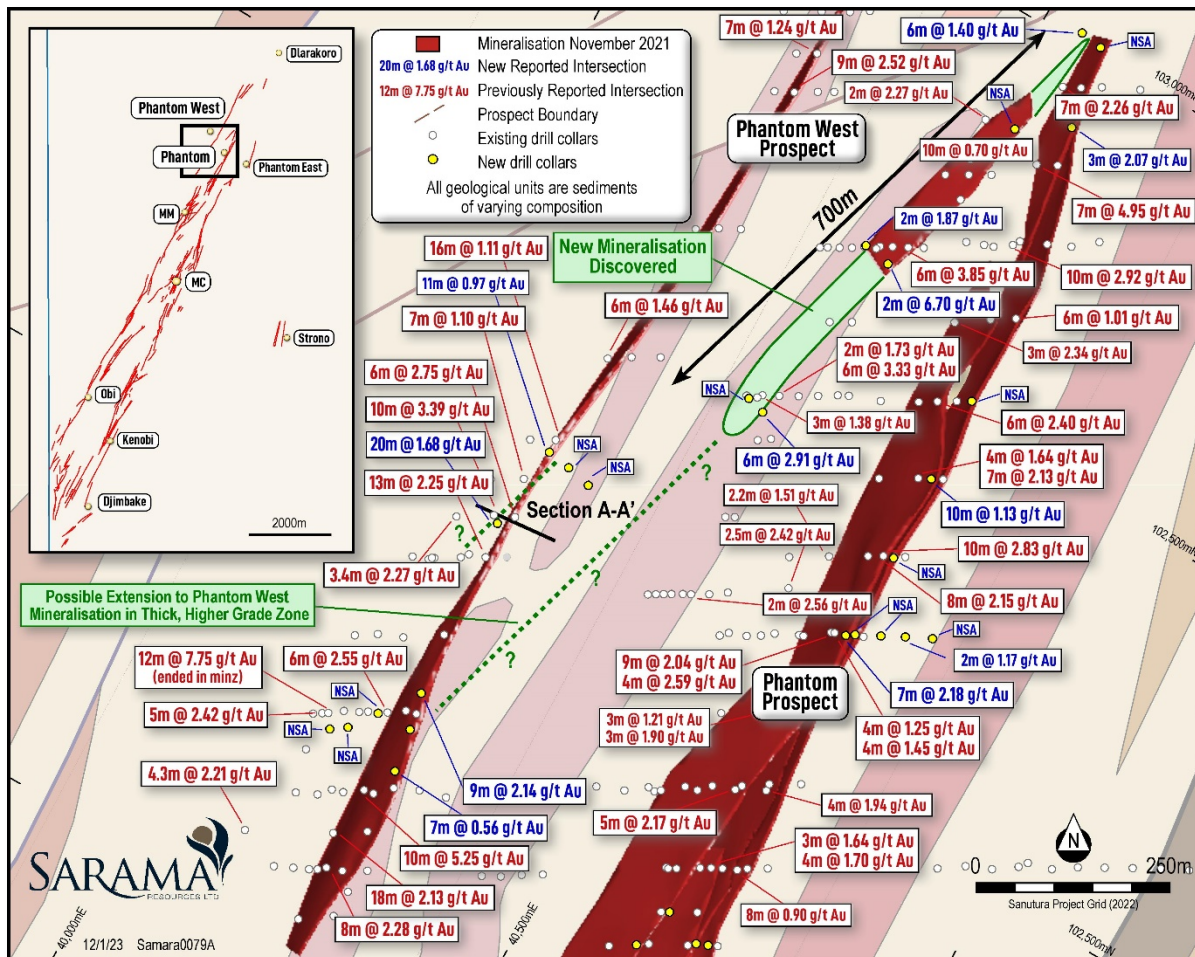 Dlarakoro
Phantom West
Phantom
Phantom East
MM
MC
Strono
Obi
Kenobi
Djimbake
2000m
Mineralisation November 2021
20m @ 1.68 g/t Au New Reported Intersection
12m @ 7.75 g/t Au Previously Reported Intersection
Prospect Boundary
Existing drill collars
New drill collars
All geological units are sediments
of varying composition
7m @ 1.24 g/t Au
9m @ 2.52 g/t Au
2m @ 2.27 g/t Au
6m @ 1.40 g/t Au
NSA
103,000mN
NSA
7m @ 2.26 g/t Au
Phantom West
Prospect
10m @ 0.70 g/t Au
3m @ 2.07 g/t Au
700m
7m @ 4.95 g/t Au
2m @ 1.87 g/t Au
16m @ 1.11 g/t Au
New Mineralisation
Discovered
6m @ 3.85 g/t Au
10m @ 2.92 g/t Au
11m @ 0.97 g/t Au
2m @ 6.70 g/t Au
6m @ 1.46 g/t Au
7m @ 1.10 g/t Au
6m @ 1.01 g/t Au
2m @ 1.73 g/t Au
6m @ 3.33 g/t Au
3m @ 2.34 g/t Au
6m @ 2.75 g/t Au
NSA
NSA
10m @ 3.39 g/t Au
3m @ 1.38 g/t Au
6m @ 2.40 g/t Au
20m @ 1.68 g/t Au
NSA
6m @ 2.91 g/t Au
4m @ 1.64 g/t Au
7m @ 2.13 g/t Au
13m @ 2.25 g/t Au
NSA
?
2.2m @ 1.51 g/t Au
Section A-A'
10m @ 1.13 g/t Au
?
2.5m @ 2.42 g/t Au
102,500mN
3.4m @ 2.27 g/t Au
10m @ 2.83 g/t Au
NSA
?
Possible Extension to Phantom West
Mineralisation in Thick, Higher Grade Zone
2m @ 2.56 g/t Au
8m @ 2.15 g/t Au
NSA
NSA
?
12m @ 7.75 g/t Au
(ended in minz)
6m @ 2.55 g/t Au
9m @ 2.04 g/t Au
4m @ 2.59 g/t Au
2m @ 1.17 g/t Au
Phantom
Prospect
7m @ 2.18 g/t Au
NSA
5m @ 2.42 g/t Au
NSA
NSA
3m @ 1.21 g/t Au
3m @ 1.90 g/t Au
4m @ 1.25 g/t Au
4m @ 1.45 g/t Au
4.3m @ 2.21 g/t Au
9m @ 2.14 g/t Au
4m @ 1.94 g/t Au
7m @ 0.56 g/t Au
5m @ 2.17 g/t Au
3m @ 1.64 g/t Au
4m @ 1.70 g/t Au
10m @ 5.25 g/t Au
N
0 250m
Sanutura Project Grid (2022)
SARAMA
RESOURCES LTD
18m @ 2.13 g/t Au
8m @ 0.90 g/t Au
8m @ 2.28 g/t Au
40,000mE
40,500mE
102,500mN
12/1/23 Samara0079A